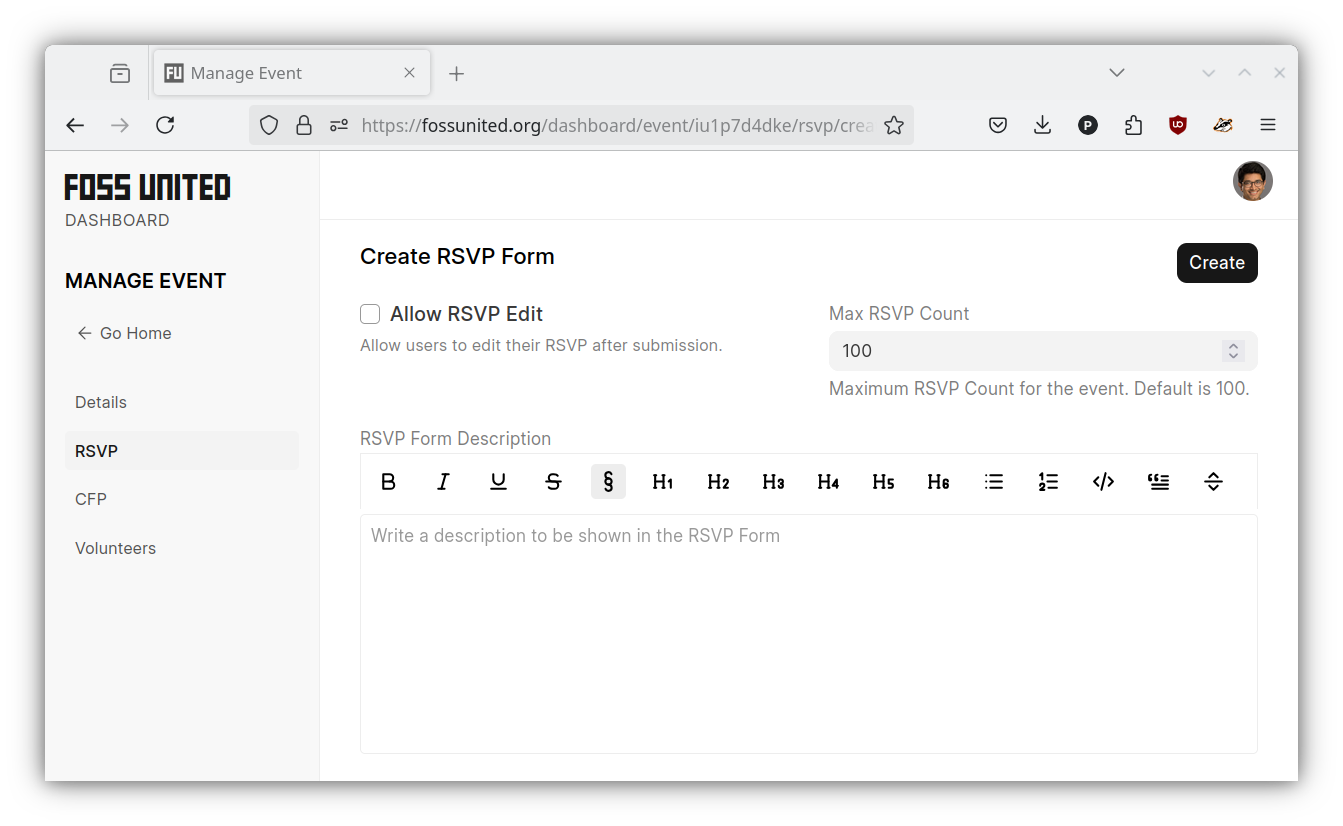 FU Manage Event
https://fossunited.org/dashboard/event/iu1p7d4dke/rsvp/crea
P
FOSS UNITED
DASHBOARD
MANAGE EVENT
Go Home
Details
RSVP
CFP
Volunteers
Create RSVP Form
Create
Allow RSVP Edit
Allow users to edit their RSVP after submission.
Max RSVP Count
100
Maximum RSVP Count for the event. Default is 100.
RSVP Form Description
B I U S § H1 H2 H3 H4 H5 H6
Write a description to be shown in the RSVP Form